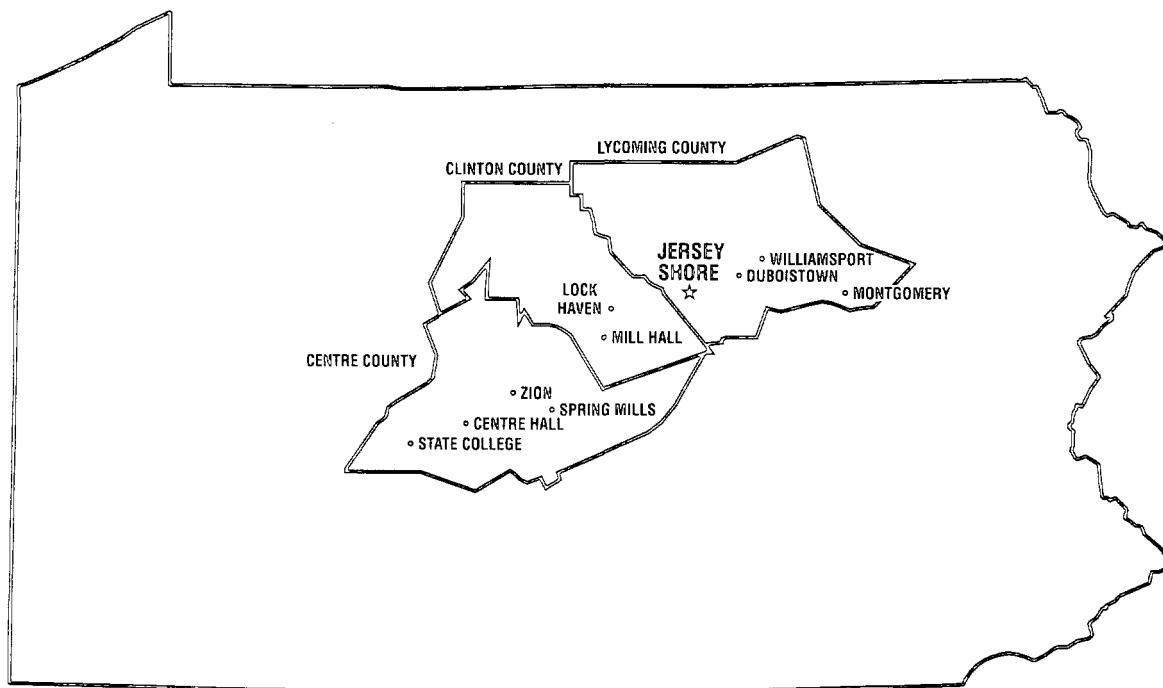 LYCOMING COUNTY
CLINTON COUNTY
JERSEY
SHORE
WILLIAMSPORT
DUBOISTOWN
MONTGOMERY
LOCK
HAVEN
MILL HALL
CENTRE COUNTY
ZION
SPRING MILLS
CENTRE HALL
STATE COLLEGE